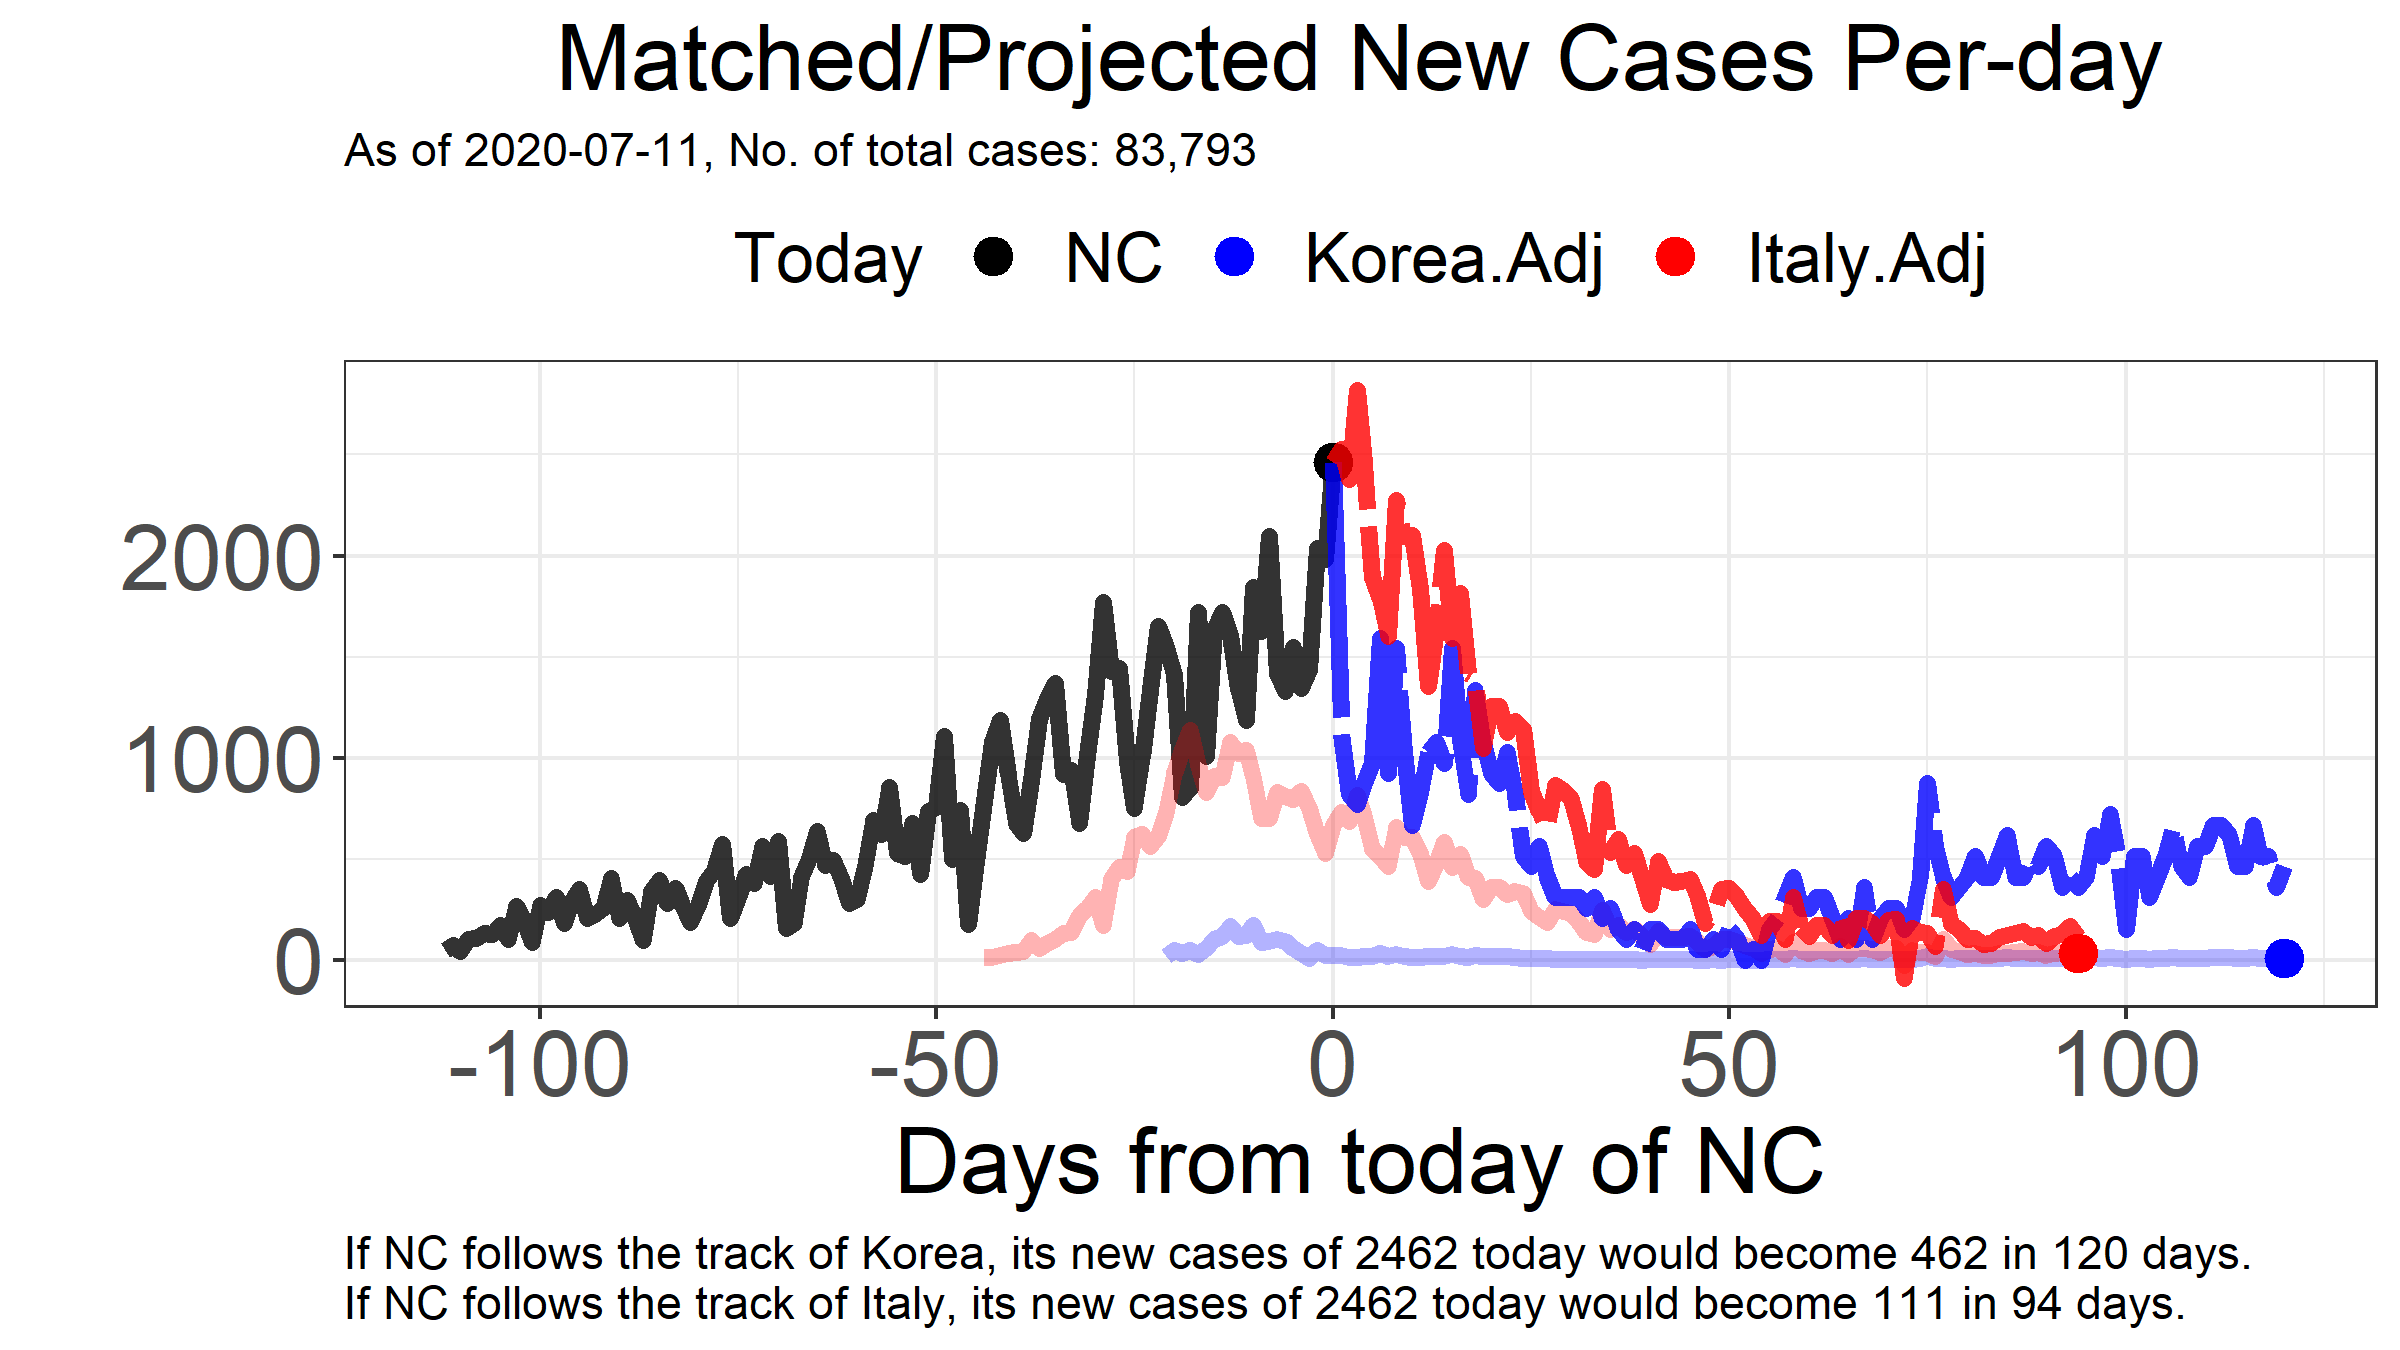 Matched/Projected New Cases Per-day
As of 2020-07-11, No. of total cases: 83,793
Today NC Korea.Adj Italy.Adj
2000
1000
0
-100 -50 0 50 100
Days from today of NC
If NC follows the track of Korea, its new cases of 2462 today would become 462 in 120 days.
If NC follows the track of Italy, its new cases of 2462 today would become 111 in 94 days.